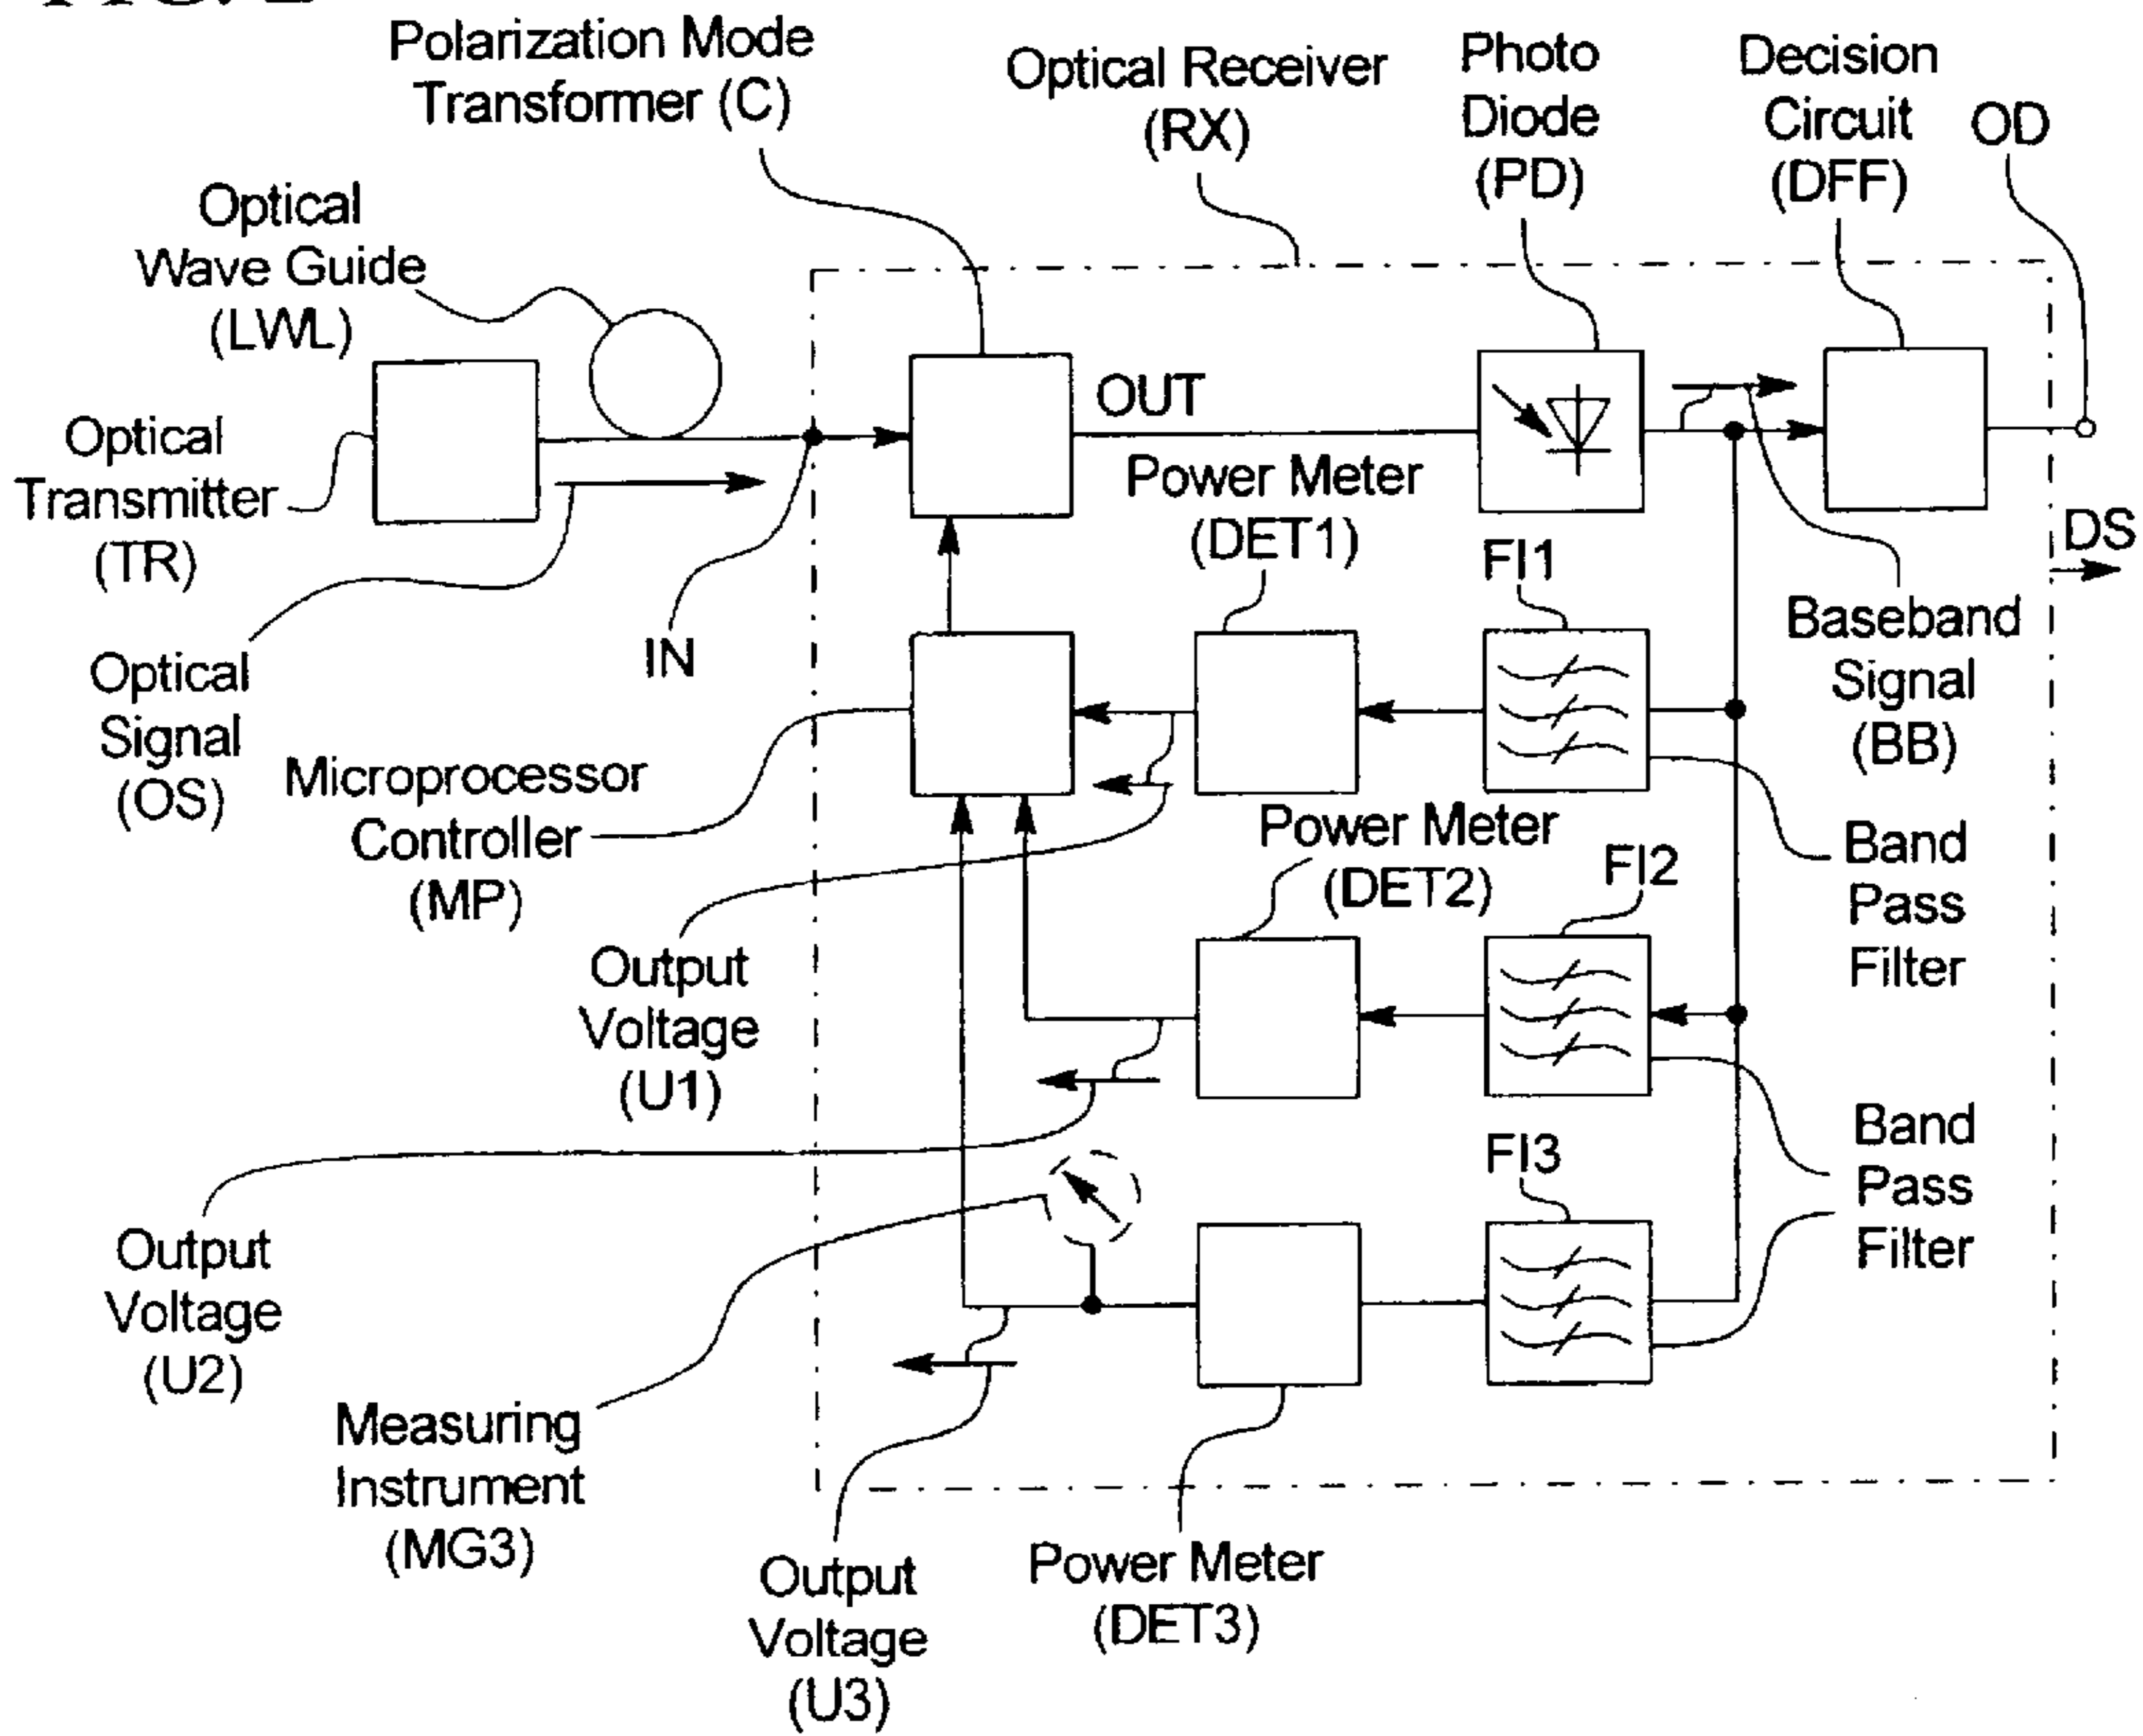 Polarization Mode
Transformer (C)
Optical Receiver
(RX)
Photo
Diode
(PD)
Decision
Circuit
(DFF)
OD
Optical
Wave Guide
(LWL)
Optical
Transmitter
(TR)
OUT
Power Meter
(DET1)
FI1
DS
Optical
Signal
(OS)
IN
Baseband
Signal
(BB)
Microprocessor
Controller
(MP)
Power Meter
(DET2)
FI2
Band
Pass
Filter
Output
Voltage
(U1)
Band
Pass
Filter
FI3
Output
Voltage
(U2)
Measuring
Instrument
(MG3)
Output
Voltage
(U3)
Power Meter
(DET3)